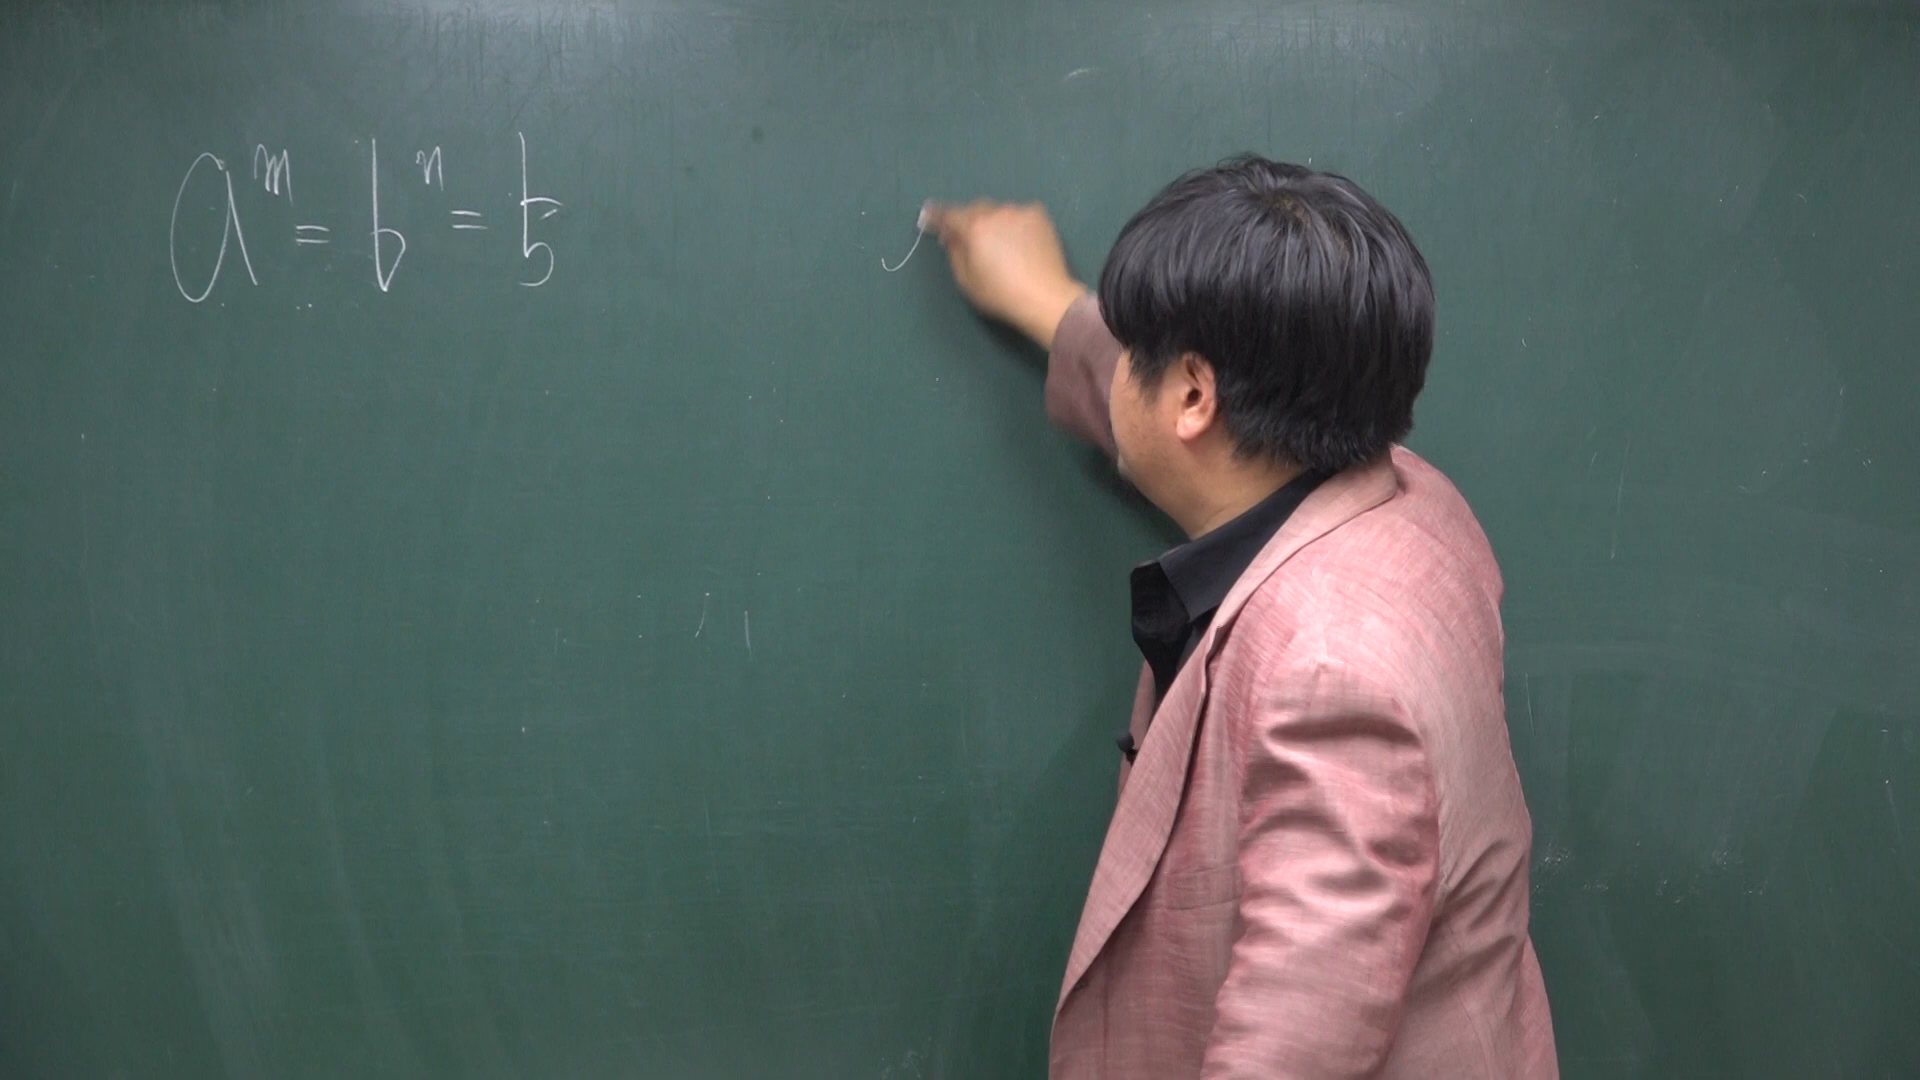 a^m = b^n = 5